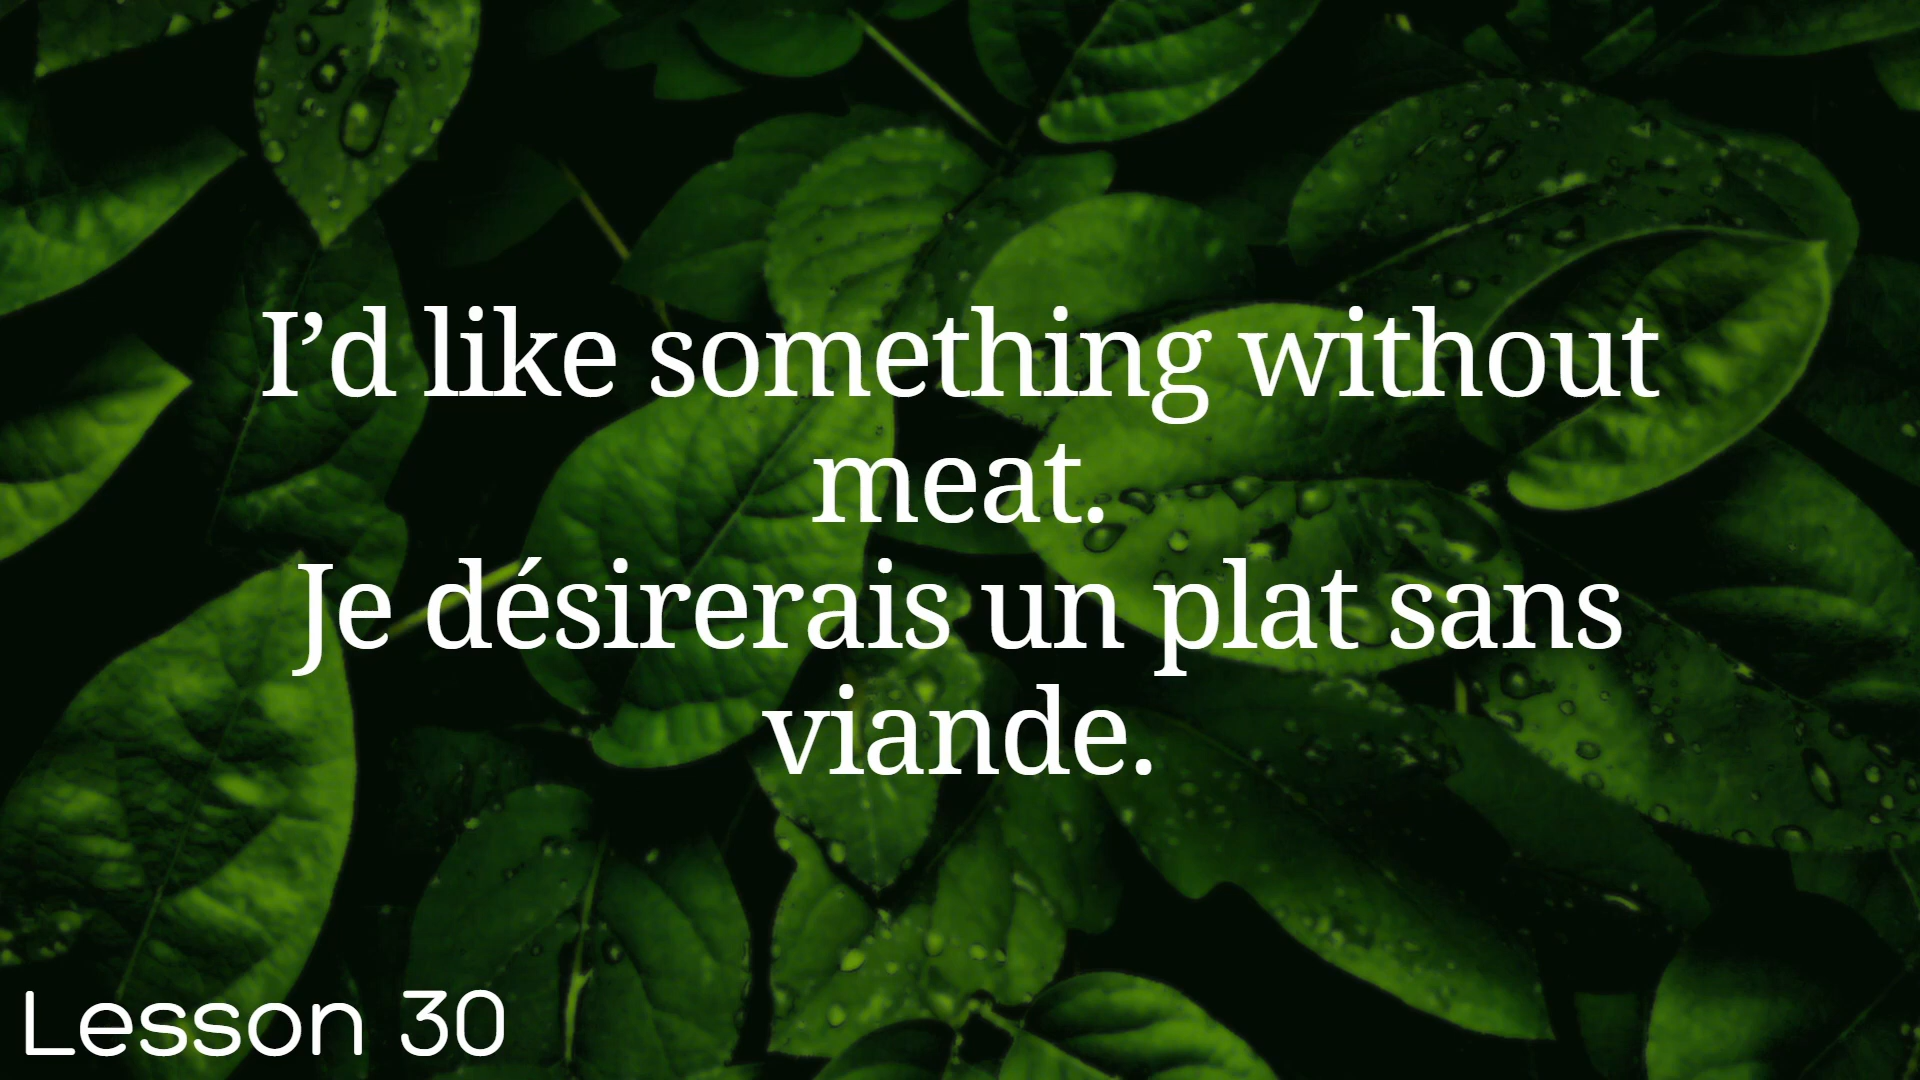 I’d like something without
meat.
Je désirerais un plat sans
viande.
Lesson 30